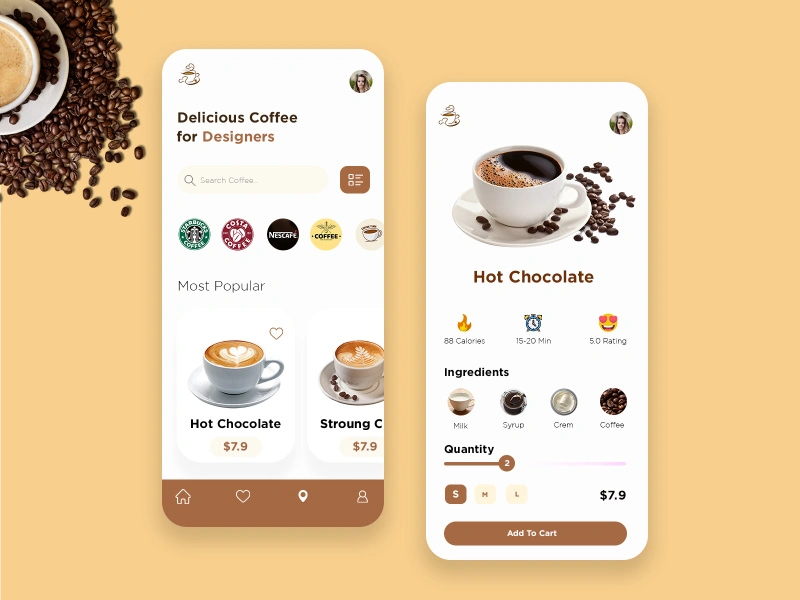 Delicious Coffee
for Designers
Search Coffee..
STARBUCKS
COFFEE
COSTA
COFFEE
NESCAFÉ
COFFEE
Most Popular
Hot Chocolate
$7.9
Stroung C
$7.9
Hot Chocolate
88 Calories
15-20 Min
5.0 Rating
Ingredients
Milk
Syrup
Crem
Coffee
Quantity
2
S
M
L
$7.9
Add To Cart